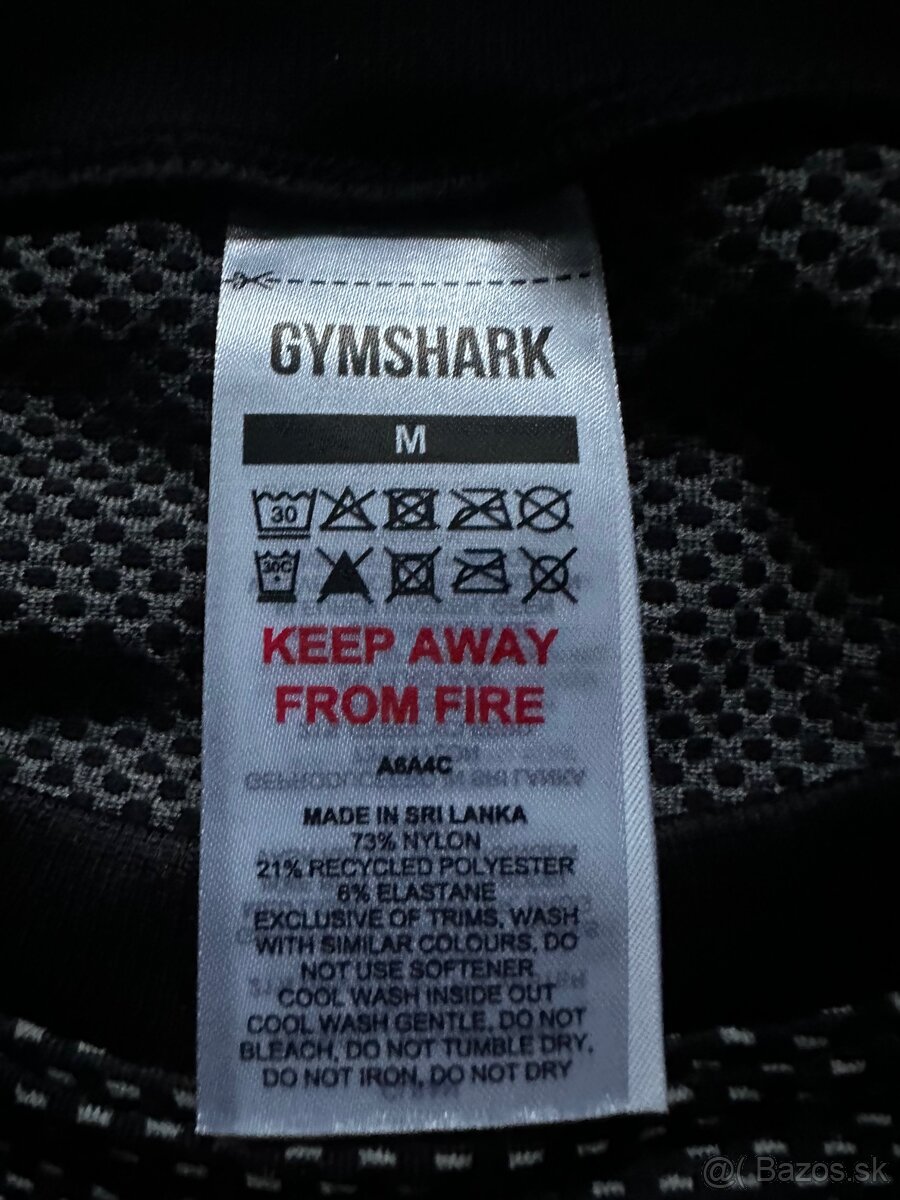 GYMSHARK
M
30
30C
KEEP AWAY
FROM FIRE
A6A4C
MADE IN SRI LANKA
73% NYLON
21% RECYCLED POLYESTER
6% ELASTANE
EXCLUSIVE OF TRIMS, WASH
WITH SIMILAR COLOURS, DO
NOT USE SOFTENER
COOL WASH INSIDE OUT
COOL WASH GENTLE, DO NOT
BLEACH, DO NOT TUMBLE DRY,
DO NOT IRON, DO NOT DRY
@( Bazos.sk